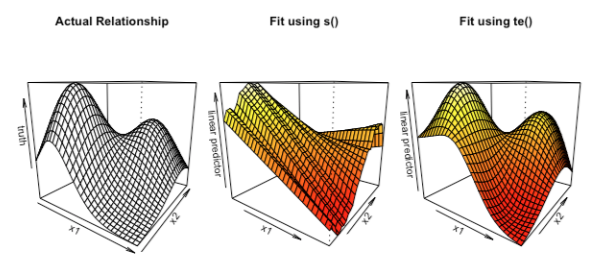 Actual Relationship
Fit using s()
Fit using te()
truth
x1
x2
linear predictor
x1
x2
linear predictor
x1
x2